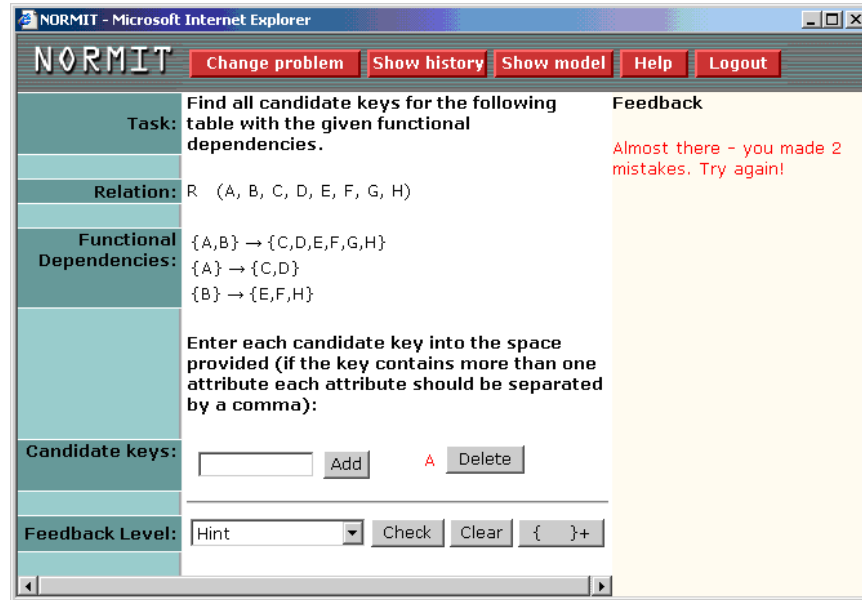 NORMIT - Microsoft Internet Explorer
NORMIT Change problem Show history Show model Help Logout
Task: Find all candidate keys for the following
table with the given functional
dependencies.
Relation: R (A, B, C, D, E, F, G, H)
Functional Dependencies:
{A,B} → {C,D,E,F,G,H}
{A} → {C,D}
{B} → {E,F,H}
Enter each candidate key into the space
provided (if the key contains more than one
attribute each attribute should be separated
by a comma):
Candidate keys: Add A Delete
Feedback Level: Hint Check Clear { }+
Feedback
Almost there - you made 2
mistakes. Try again!